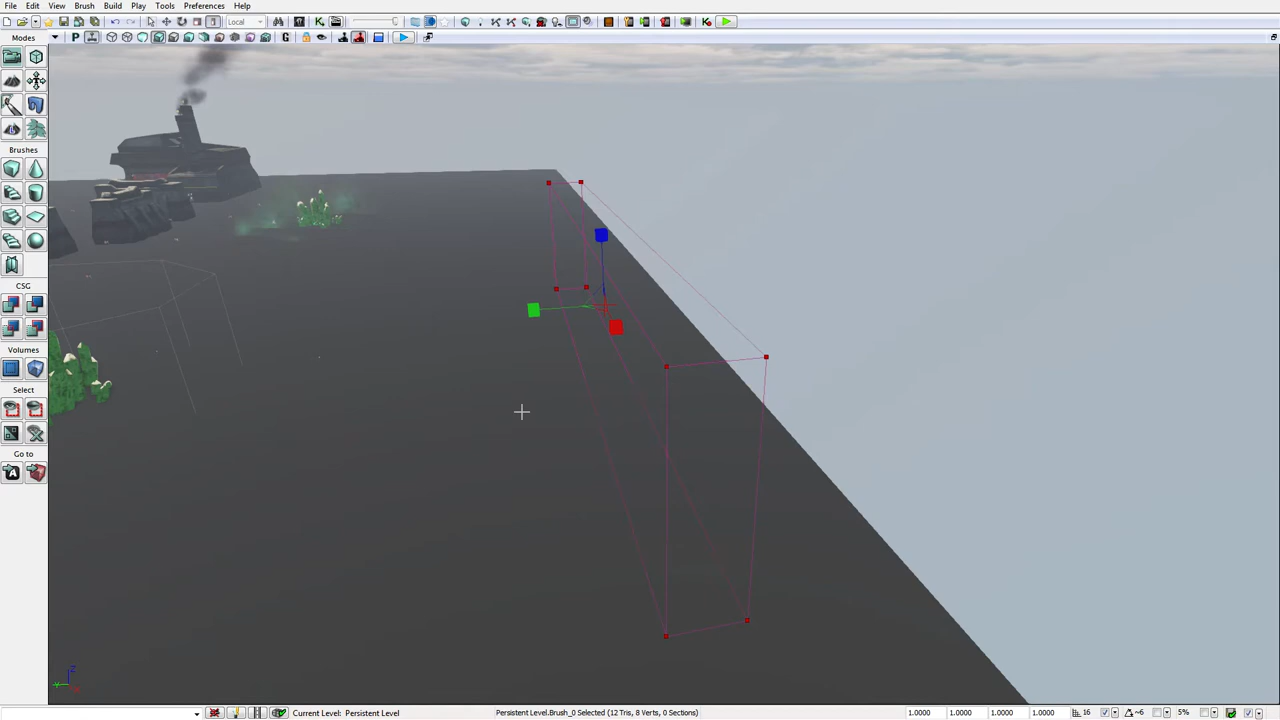 File Edit View Brush Build Play Tools Preferences Help
Local
Modes
P G
Brushes
CSG
Volumes
Select
Go to
Z
Current Level: Persistent Level Persistent Level.Brush_0 Selected (12 Tris, 8 Verts, 0 Sections) 1.0000 1.0000 1.0000 1.0000 16 ~6 5%